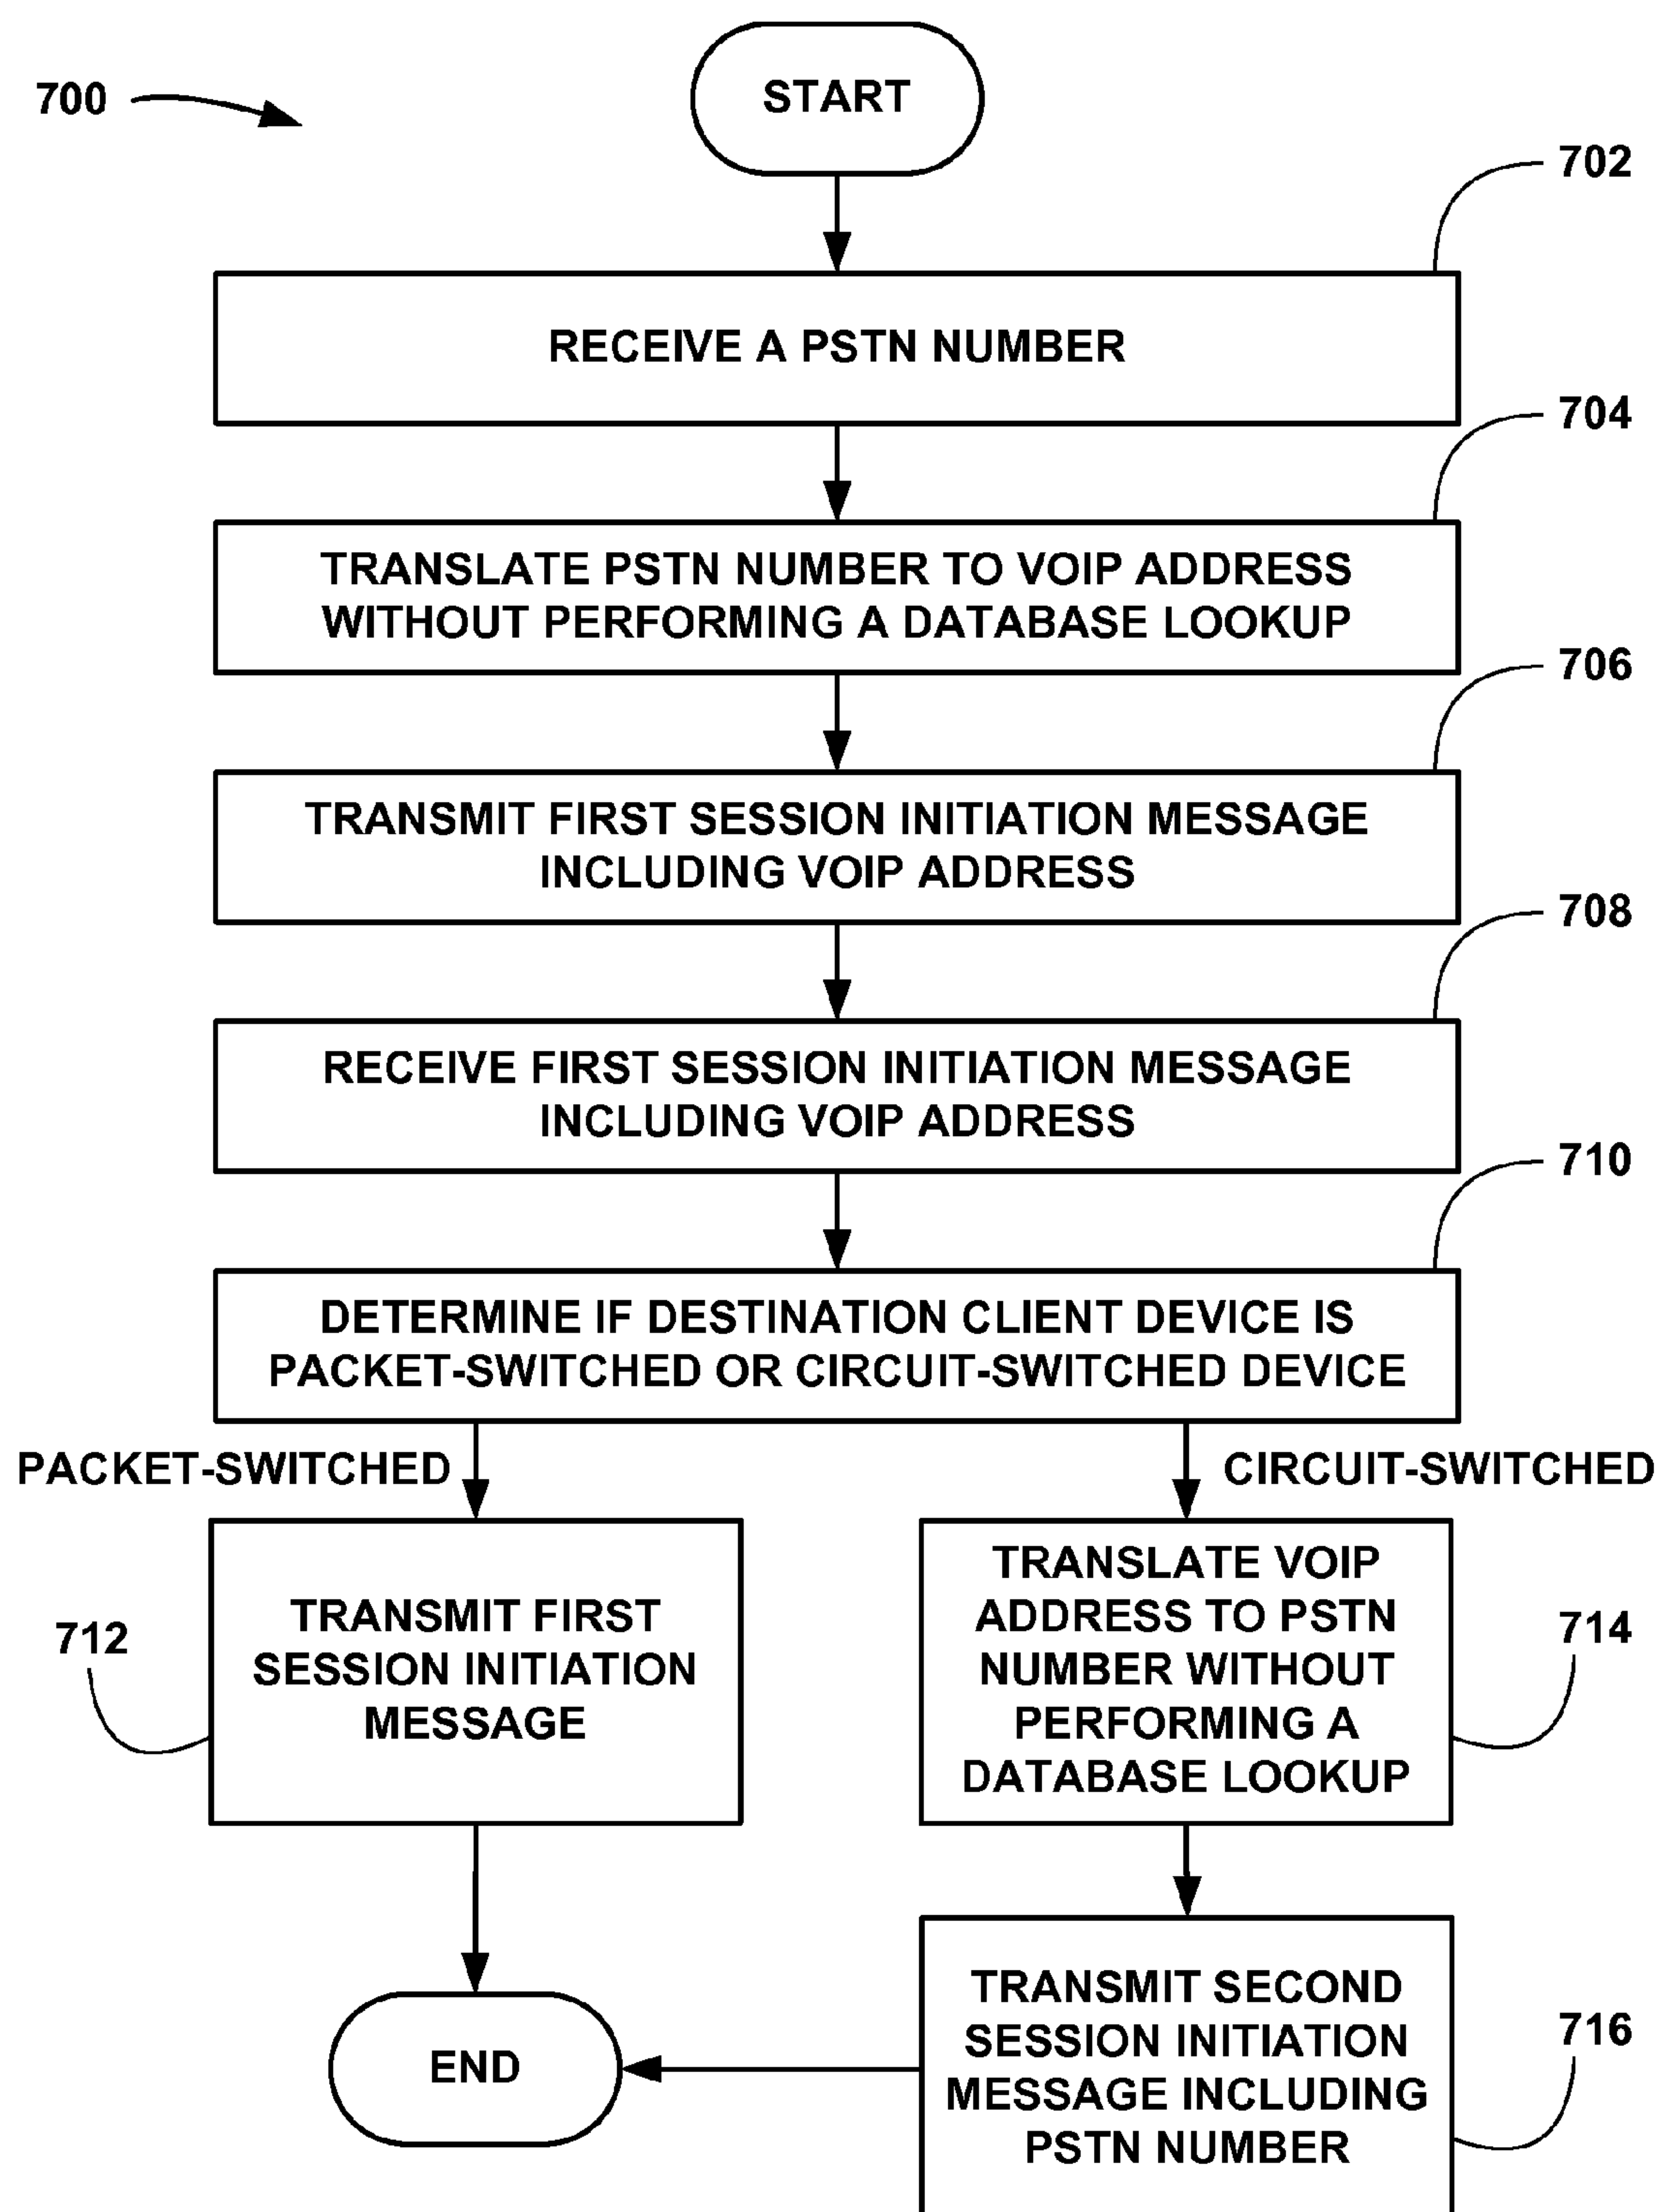 START
700
702
RECEIVE A PSTN NUMBER
704
TRANSLATE PSTN NUMBER TO VOIP ADDRESS
WITHOUT PERFORMING A DATABASE LOOKUP
706
TRANSMIT FIRST SESSION INITIATION MESSAGE
INCLUDING VOIP ADDRESS
708
RECEIVE FIRST SESSION INITIATION MESSAGE
INCLUDING VOIP ADDRESS
710
DETERMINE IF DESTINATION CLIENT DEVICE IS
PACKET-SWITCHED OR CIRCUIT-SWITCHED DEVICE
PACKET-SWITCHED
CIRCUIT-SWITCHED
712
TRANSMIT FIRST
SESSION INITIATION
MESSAGE
TRANSLATE VOIP
ADDRESS TO PSTN
NUMBER WITHOUT
PERFORMING A
DATABASE LOOKUP
714
END
TRANSMIT SECOND
SESSION INITIATION
MESSAGE INCLUDING
PSTN NUMBER
716